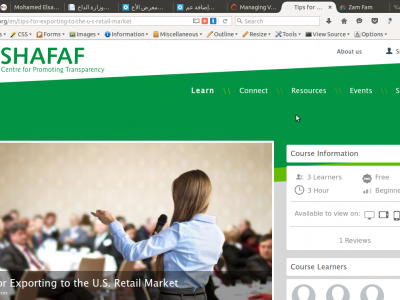 Mohamed Elsa..
وزارة الداخ...
معرض الأح
إضافة عم...
Managing V...
Tips for ...
Zam Fam
.org/en/tips-for-exporting-to-the-u-s-retail-market
Search
CSS Forms Images Information Miscellaneous Outline Resize Tools View Source Options
About us
SHAFAF
Centre for Promoting Transparency
Learn \\ Connect \\ Resources \\ Events \\ S
Course Information
3 Learners Free
3 Hour Beginne
Available to view on:
1 Reviews
or Exporting to the U.S. Retail Market
Course Learners